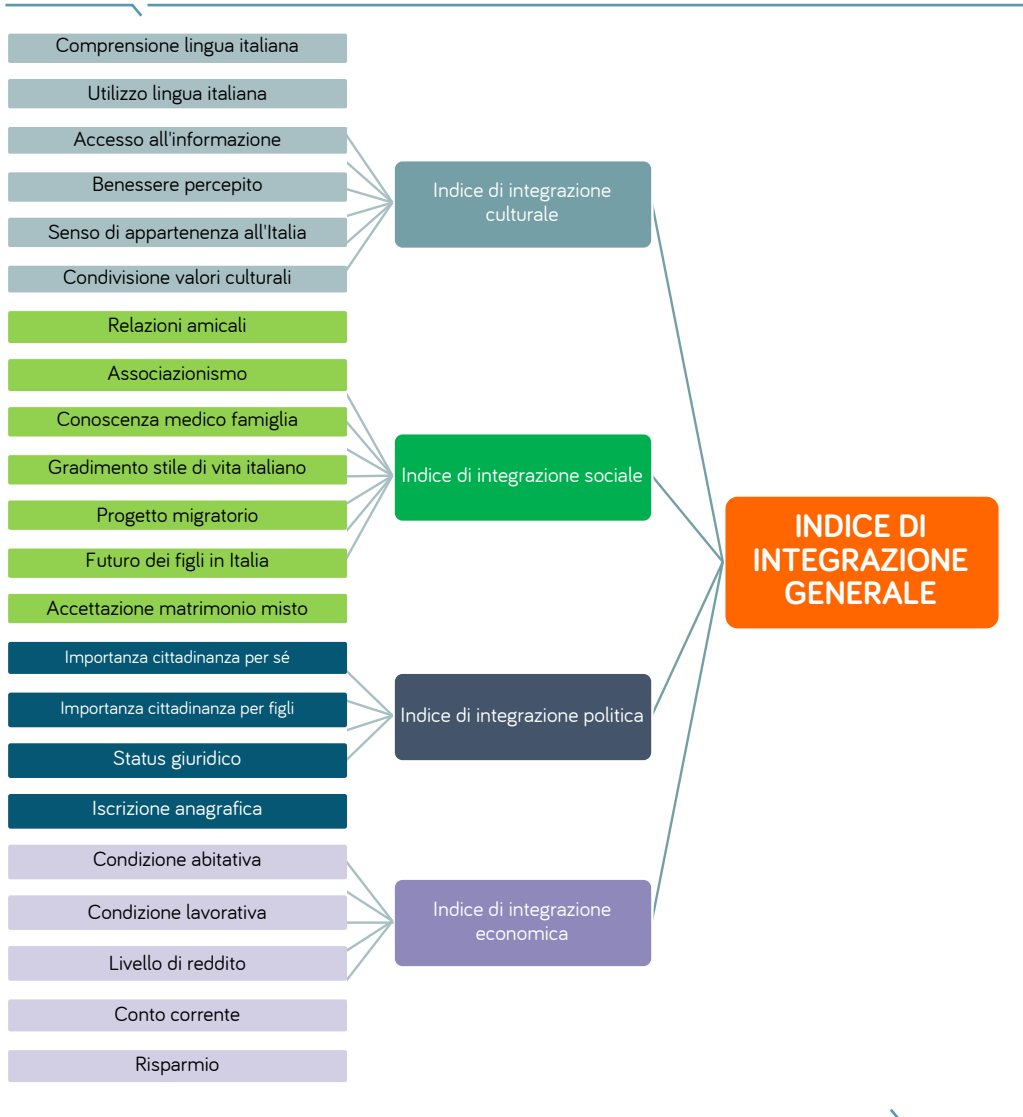 Comprensione lingua italiana
Utilizzo lingua italiana
Accesso all'informazione
Benessere percepito
Senso di appartenenza all'Italia
Condivisione valori culturali
Relazioni amicali
Associazionismo
Conoscenza medico famiglia
Gradimento stile di vita italiano
Progetto migratorio
Futuro dei figli in Italia
Accettazione matrimonio misto
Importanza cittadinanza per sé
Importanza cittadinanza per figli
Status giuridico
Iscrizione anagrafica
Condizione abitativa
Condizione lavorativa
Livello di reddito
Conto corrente
Risparmio
Indice di integrazione
culturale
Indice di integrazione sociale
Indice di integrazione politica
Indice di integrazione
economica
INDICE DI
INTEGRAZIONE
GENERALE